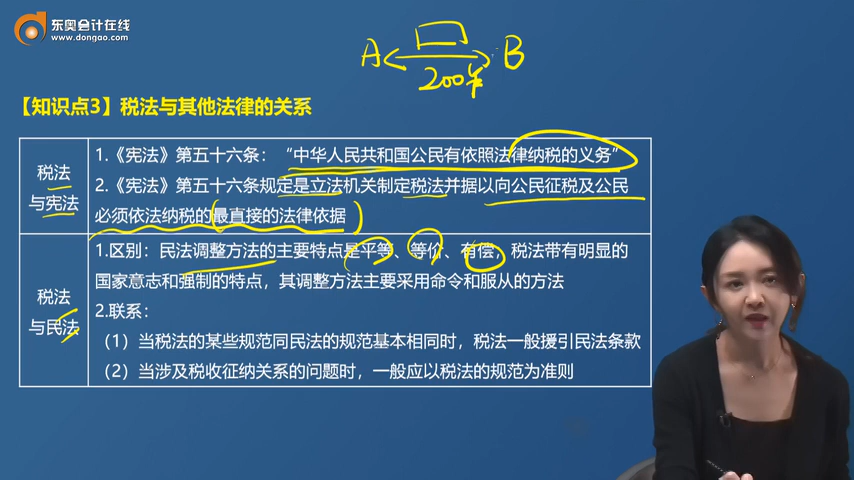 东奥会计在线
www.dongao.com
A B
200年
【知识点3】税法与其他法律的关系
税法
与宪法
1.《宪法》第五十六条：“中华人民共和国公民有依照法律纳税的义务”
2.《宪法》第五十六条规定是立法机关制定税法并据以向公民征税及公民
必须依法纳税的最直接的法律依据
税法
与民法
1.区别：民法调整方法的主要特点是平等、等价、有偿，税法带有明显的
国家意志和强制的特点，其调整方法主要采用命令和服从的方法
2.联系：
（1）当税法的某些规范同民法的规范基本相同时，税法一般援引民法条款
（2）当涉及税收征纳关系的问题时，一般应以税法的规范为准则